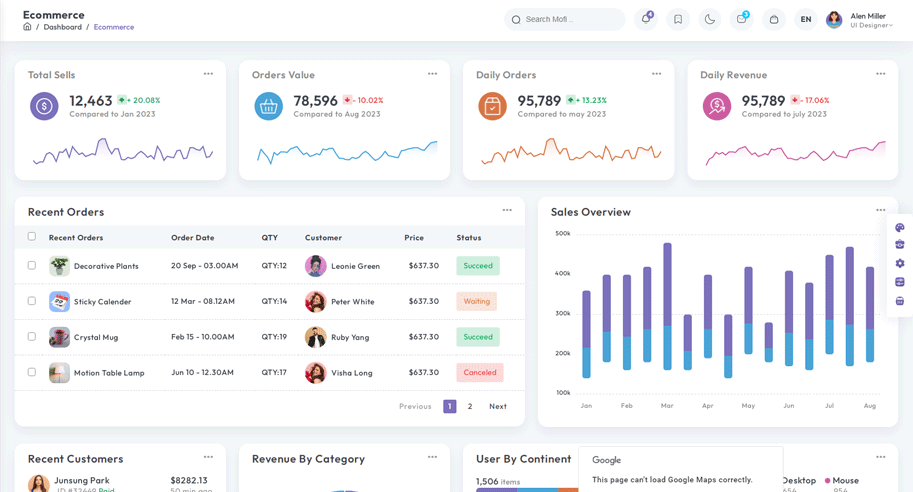 Ecommerce
/ Dashboard / Ecommerce
Search Mofi ..
4
3
EN
Alen Miller
UI Designer
Total Sells
12,463 + 20.08%
Compared to Jan 2023
Orders Value
78,596 - 10.02%
Compared to Aug 2023
Daily Orders
95,789 + 13.23%
Compared to may 2023
Daily Revenue
95,789 - 17.06%
Compared to july 2023
Recent Orders
Recent Orders Order Date QTY Customer Price Status
Decorative Plants 20 Sep - 03.00AM QTY:12 Leonie Green $637.30 Succeed
Sticky Calender 12 Mar - 08.12AM QTY:14 Peter White $637.30 Waiting
Crystal Mug Feb 15 - 10.00AM QTY:19 Ruby Yang $637.30 Succeed
Motion Table Lamp Jun 10 - 12.30AM QTY:17 Visha Long $637.30 Canceled
Previous 1 2 Next
Sales Overview
500k
400k
300k
200k
100k
Jan Feb Mar Apr May Jun Jul Aug
Recent Customers
Junsung Park $8282.13
Paid 50 min ago
Revenue By Category
User By Continent
1,506 items
Google
This page can't load Google Maps correctly.
Desktop Mouse
656 956